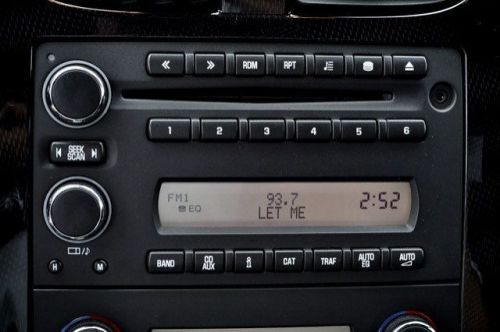 « » RDM RPT
1 2 3 4 5 6
SEEK
SCAN
FM1 93.7 2:52
EQ LET ME
BAND CD AUX i CAT TRAF AUTO EQ AUTO
H M